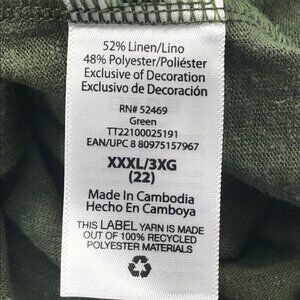 52% Linen/Lino
48% Polyester/Poliéster
Exclusive of Decoration
Exclusivo de Decoración
RN# 52469
Green
TT22100025191
EAN/UPC 8 80975157967
XXXL/3XG
(22)
Made In Cambodia
Hecho En Camboya
THIS LABEL YARN IS MADE
OUT OF 100% RECYCLED
POLYESTER MATERIALS